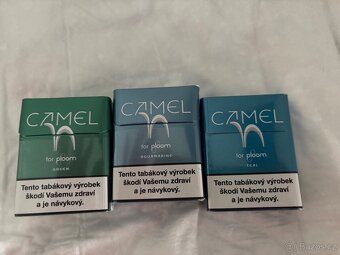 CAMEL
for ploom
GREEN
Tento tabákový výrobek
škodí Vašemu zdraví
a je návykový.
CAMEL
for ploom
AQUAMARINE
Tento tabákový výrobek
škodí Vašemu zdraví
a je návykový.
CAMEL
for ploom
TEAL
Tento tabákový výrobek
škodí Vašemu zdraví
a je návykový.